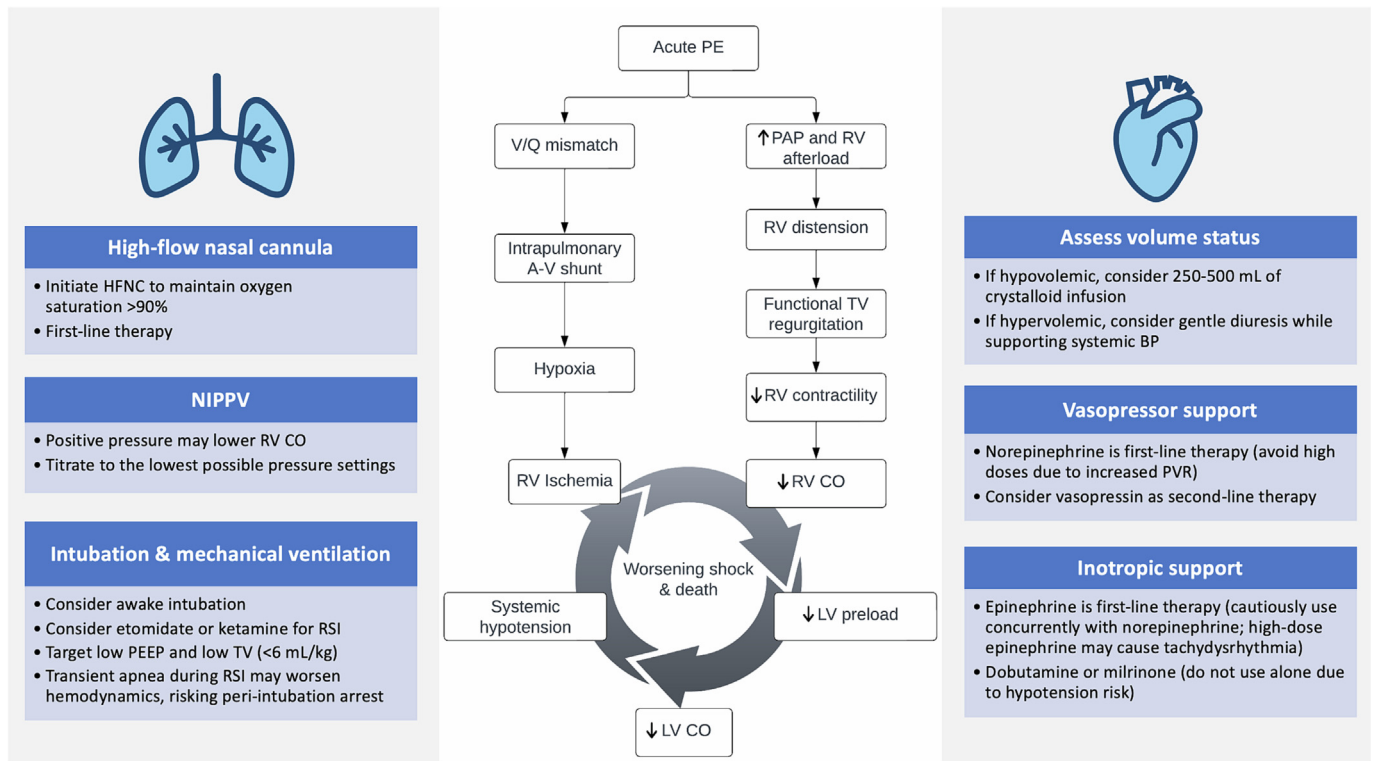 High-flow nasal cannula
• Initiate HFNC to maintain oxygen
saturation >90%
• First-line therapy
NIPPV
• Positive pressure may lower RV CO
• Titrate to the lowest possible pressure settings
Intubation & mechanical ventilation
• Consider awake intubation
• Consider etomidate or ketamine for RSI
• Target low PEEP and low TV (<6 mL/kg)
• Transient apnea during RSI may worsen
hemodynamics, risking peri-intubation arrest
Acute PE
V/Q mismatch
Intrapulmonary
A-V shunt
Hypoxia
RV Ischemia
↑PAP and RV
afterload
RV distension
Functional TV
regurgitation
↓RV contractility
↓RV CO
Worsening shock
& death
Systemic
hypotension
↓LV preload
↓LV CO
Assess volume status
• If hypovolemic, consider 250-500 mL of
crystalloid infusion
• If hypervolemic, consider gentle diuresis while
supporting systemic BP
Vasopressor support
• Norepinephrine is first-line therapy (avoid high
doses due to increased PVR)
• Consider vasopressin as second-line therapy
Inotropic support
• Epinephrine is first-line therapy (cautiously use
concurrently with norepinephrine; high-dose
epinephrine may cause tachydysrhythmia)
• Dobutamine or milrinone (do not use alone due
to hypotension risk)